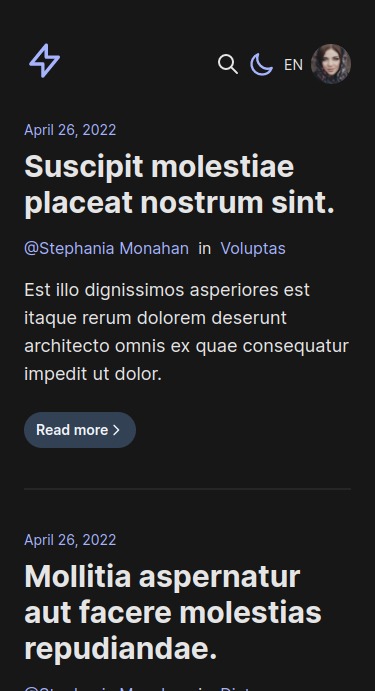 EN
April 26, 2022
Suscipit molestiae
placeat nostrum sint.
@Stephania Monahan in Voluptas
Est illo dignissimos asperiores est
itaque rerum dolorem deserunt
architecto omnis ex quae consequatur
impedit ut dolor.
Read more
April 26, 2022
Mollitia aspernatur
aut facere molestias
repudiandae.